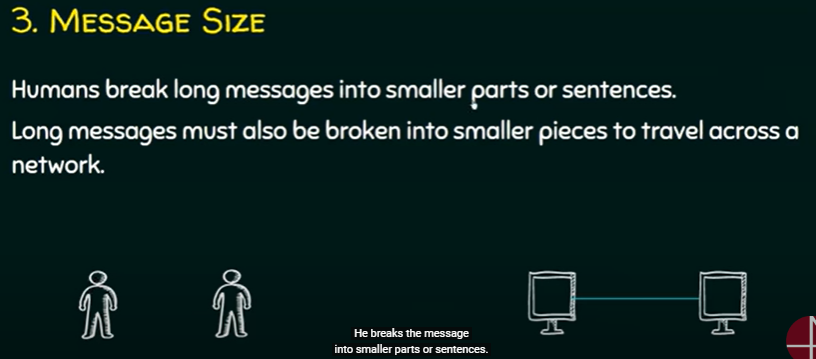 3. Message Size
Humans break long messages into smaller parts or sentences.
Long messages must also be broken into smaller pieces to travel across a
network.
He breaks the message
into smaller parts or sentences.